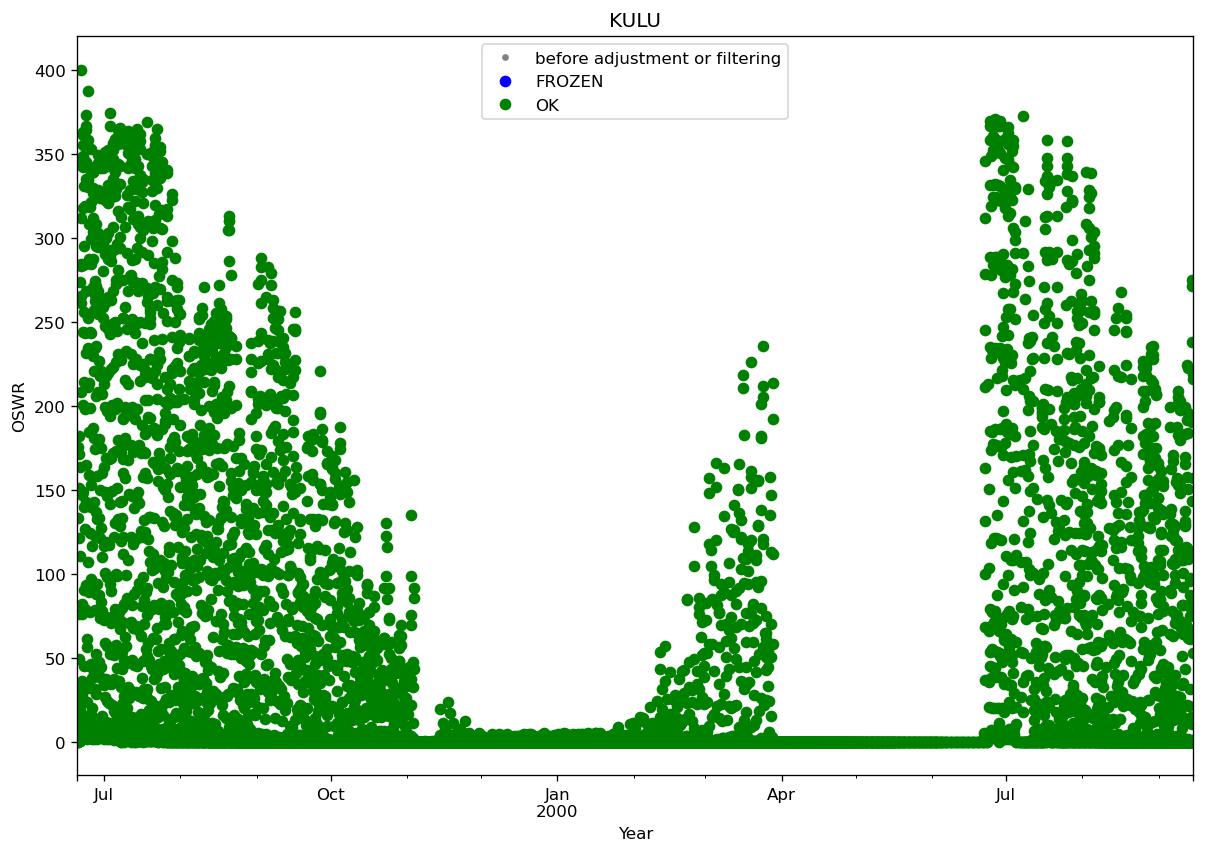 KULU
before adjustment or filtering
FROZEN
OK
400
350
300
250
200
150
100
50
0
OSWR
Jul
Oct
Jan
2000
Apr
Jul
Year